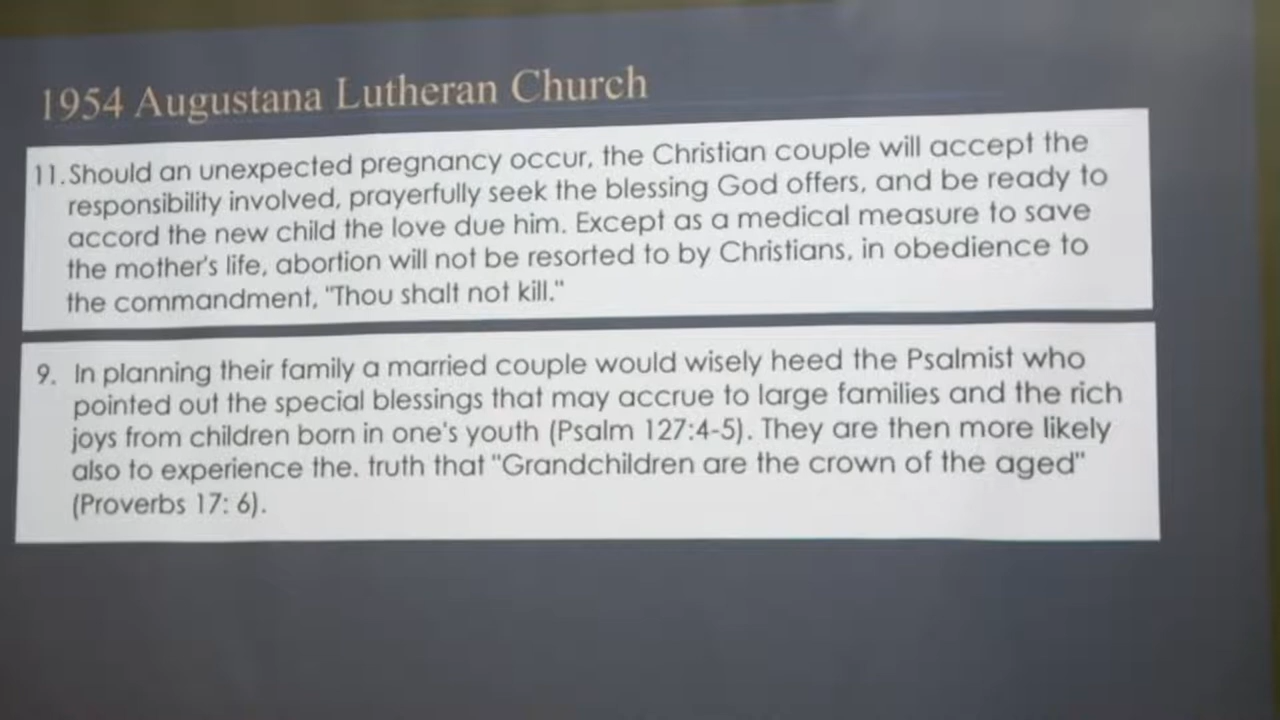 1954 Augustana Lutheran Church
11. Should an unexpected pregnancy occur, the Christian couple will accept the
responsibility involved, prayerfully seek the blessing God offers, and be ready to
accord the new child the love due him. Except as a medical measure to save
the mother's life, abortion will not be resorted to by Christians, in obedience to
the commandment, "Thou shalt not kill."
9. In planning their family a married couple would wisely heed the Psalmist who
pointed out the special blessings that may accrue to large families and the rich
joys from children born in one's youth (Psalm 127:4-5). They are then more likely
also to experience the. truth that "Grandchildren are the crown of the aged"
(Proverbs 17: 6).